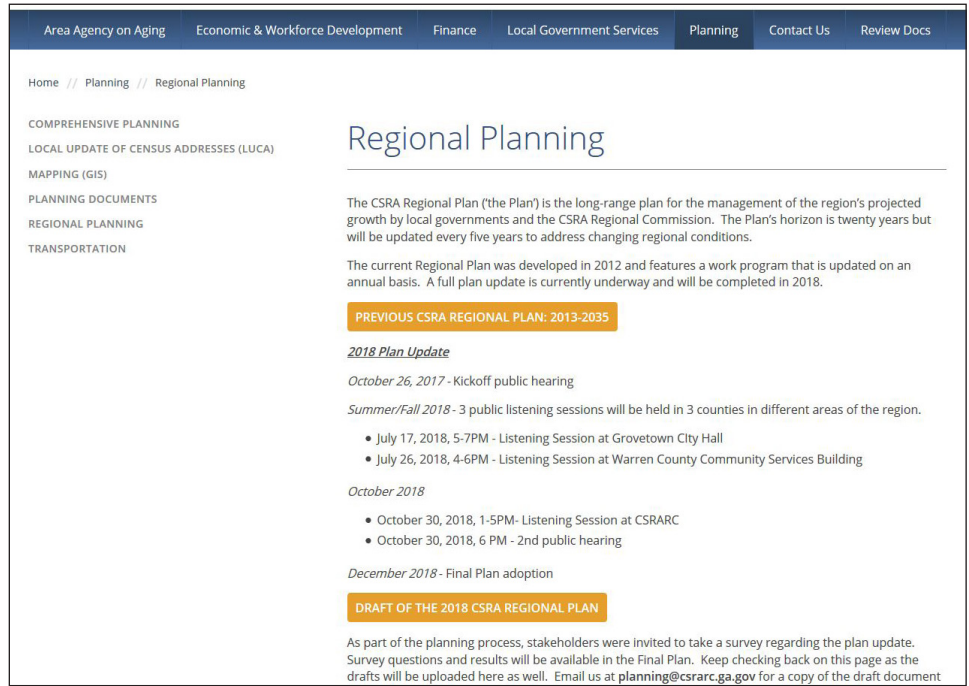 Area Agency on Aging Economic & Workforce Development Finance Local Government Services Planning Contact Us Review Docs
Home // Planning // Regional Planning
COMPREHENSIVE PLANNING
LOCAL UPDATE OF CENSUS ADDRESSES (LUCA)
MAPPING (GIS)
PLANNING DOCUMENTS
REGIONAL PLANNING
TRANSPORTATION
Regional Planning
The CSRA Regional Plan ('the Plan') is the long-range plan for the management of the region's projected
growth by local governments and the CSRA Regional Commission. The Plan's horizon is twenty years but
will be updated every five years to address changing regional conditions.
The current Regional Plan was developed in 2012 and features a work program that is updated on an
annual basis. A full plan update is currently underway and will be completed in 2018.
PREVIOUS CSRA REGIONAL PLAN: 2013-2035
2018 Plan Update
October 26, 2017 - Kickoff public hearing
Summer/Fall 2018 - 3 public listening sessions will be held in 3 counties in different areas of the region.
• July 17, 2018, 5-7PM - Listening Session at Grovetown CIty Hall
• July 26, 2018, 4-6PM - Listening Session at Warren County Community Services Building
October 2018
• October 30, 2018, 1-5PM- Listening Session at CSRARC
• October 30, 2018, 6 PM - 2nd public hearing
December 2018 - Final Plan adoption
DRAFT OF THE 2018 CSRA REGIONAL PLAN
As part of the planning process, stakeholders were invited to take a survey regarding the plan update.
Survey questions and results will be available in the Final Plan. Keep checking back on this page as the
drafts will be uploaded here as well. Email us at planning@csrarc.ga.gov for a copy of the draft document